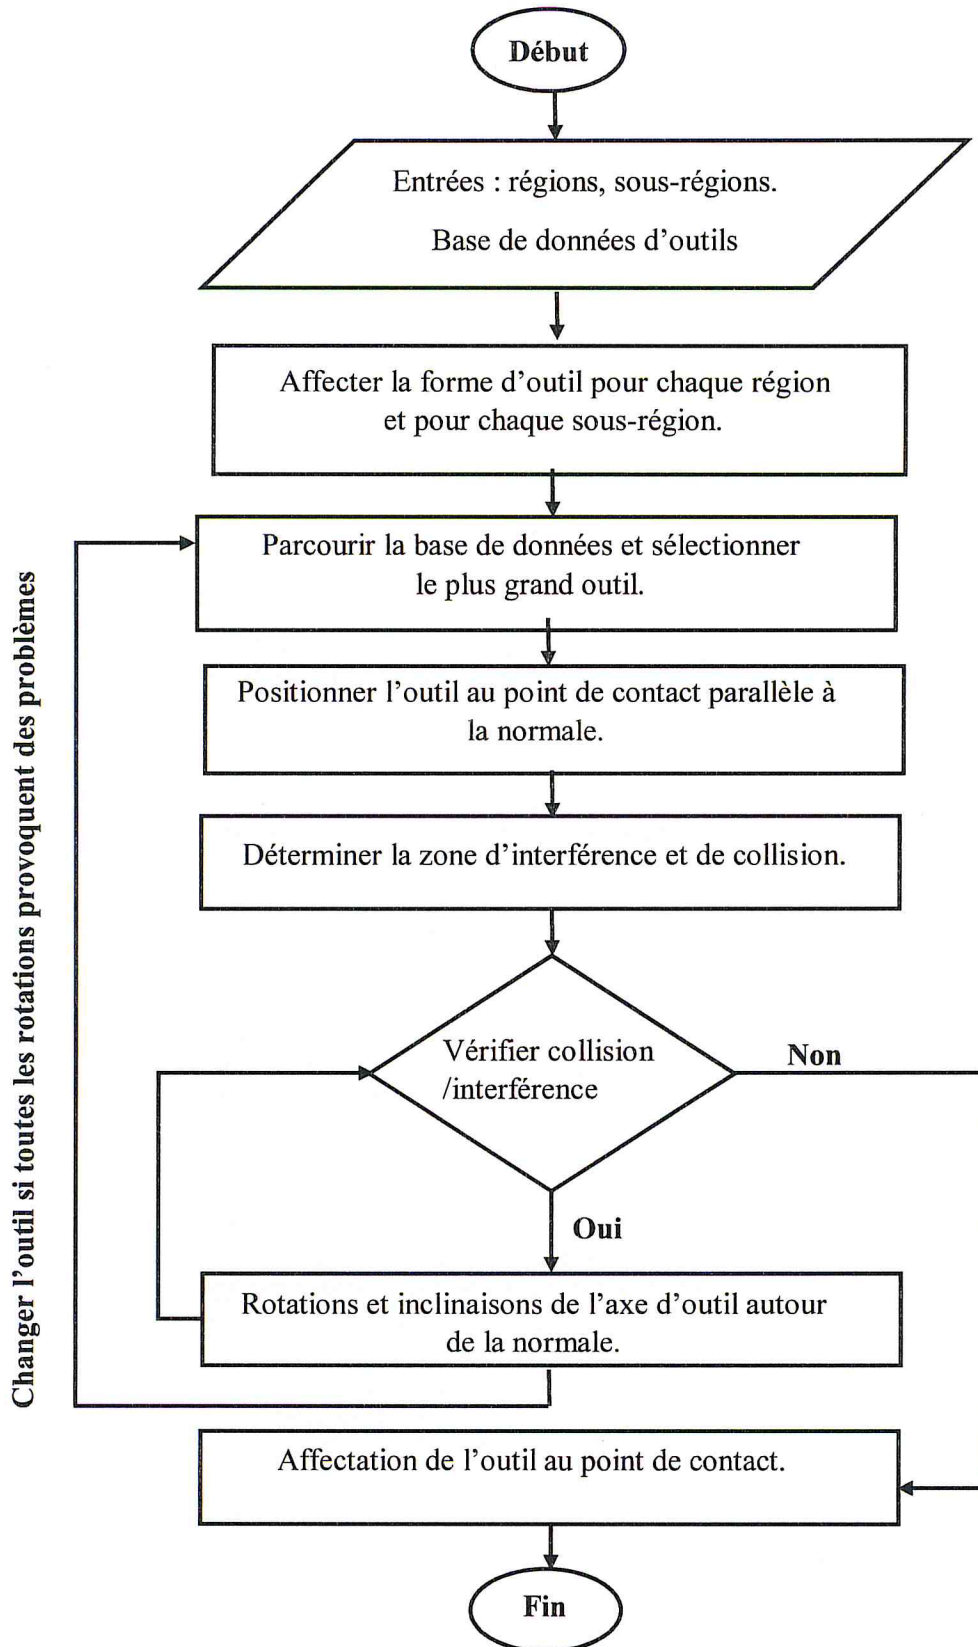 Début
Entrées : régions, sous-régions.
Base de données d'outils
Affecter la forme d'outil pour chaque région
et pour chaque sous-région.
Parcourir la base de données et sélectionner
le plus grand outil.
Positionner l'outil au point de contact parallèle à
la normale.
Déterminer la zone d'interférence et de collision.
Vérifier collision
/interférence
Non
Oui
Rotations et inclinaisons de l'axe d'outil autour
de la normale.
Changer l'outil si toutes les rotations provoquent des problèmes
Affectation de l'outil au point de contact.
Fin